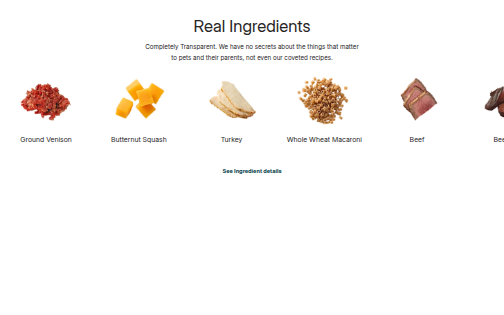 Real Ingredients
Completely Transparent. We have no secrets about the things that matter
to pets and their parents, not even our coveted recipes.
Ground Venison
Butternut Squash
Turkey
Whole Wheat Macaroni
Beef
See Ingredient details